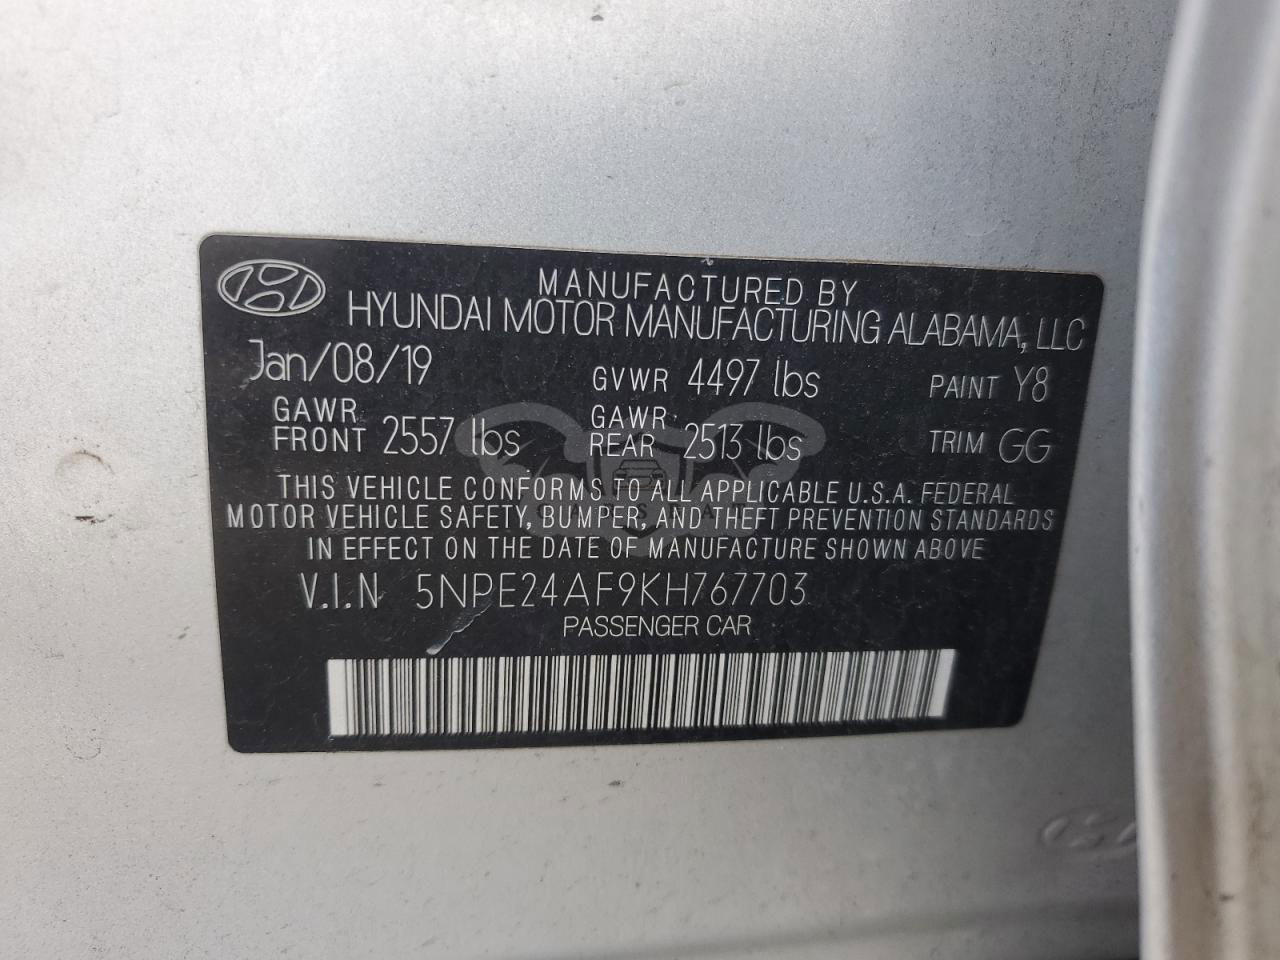 MANUFACTURED BY
HYUNDAI MOTOR MANUFACTURING ALABAMA, LLC
Jan/08/19 GVWR 4497 lbs PAINT Y8
GAWR FRONT 2557 lbs GAWR REAR 2513 lbs TRIM GG
THIS VEHICLE CONFORMS TO ALL APPLICABLE U.S.A. FEDERAL
MOTOR VEHICLE SAFETY, BUMPER, AND THEFT PREVENTION STANDARDS
IN EFFECT ON THE DATE OF MANUFACTURE SHOWN ABOVE
V.I.N 5NPE24AF9KH767703
PASSENGER CAR